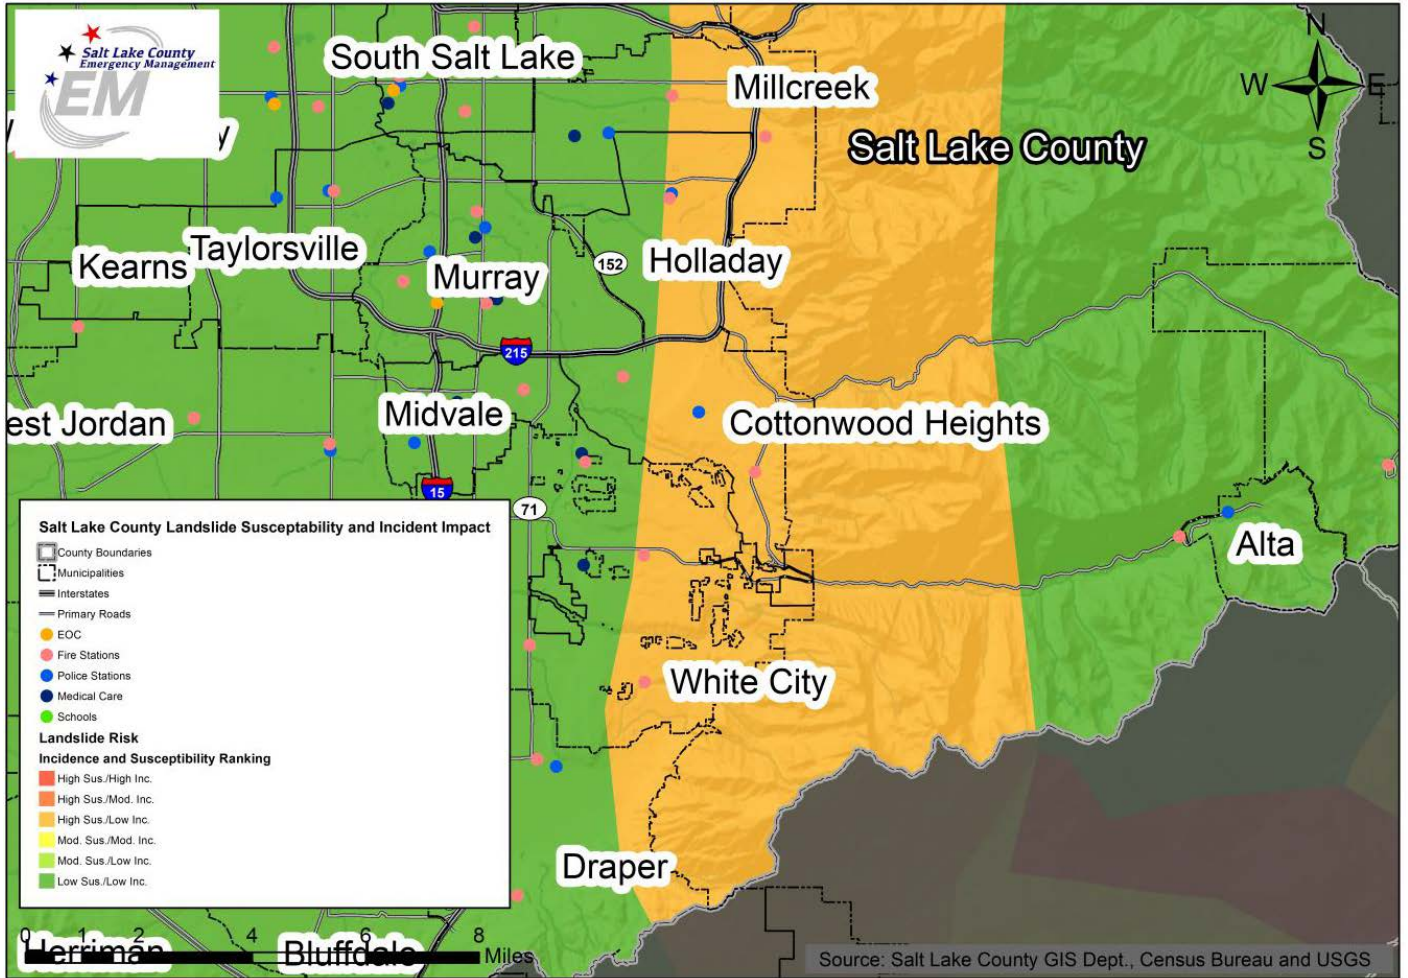 Salt Lake County
Emergency Management
EM
South Salt Lake
Millcreek
N
W
E
S
Salt Lake County
Taylorsville
Kearns
Murray
152
Holladay
215
est Jordan
Midvale
Cottonwood Heights
15
71
Alta
White City
Draper
Salt Lake County Landslide Susceptability and Incident Impact
County Boundaries
Municipalities
Interstates
Primary Roads
EOC
Fire Stations
Police Stations
Medical Care
Schools
Landslide Risk
Incidence and Susceptibility Ranking
High Sus./High Inc.
High Sus./Mod. Inc.
High Sus./Low Inc.
Mod. Sus./Mod. Inc.
Mod. Sus./Low Inc.
Low Sus./Low Inc.
0 2 4 6 8
Miles
Herriman
Bluffdale
Source: Salt Lake County GIS Dept., Census Bureau and USGS